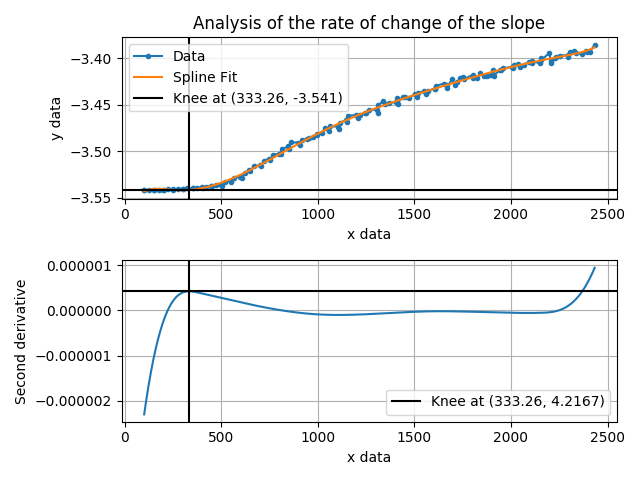 Analysis of the rate of change of the slope
Data
Spline Fit
Knee at (333.26, -3.541)
y data
−3.40
−3.45
−3.50
−3.55
0
500
1000
1500
2000
2500
x data
Second derivative
0.000001
0.000000
−0.000001
−0.000002
Knee at (333.26, 4.2167)
0
500
1000
1500
2000
2500
x data